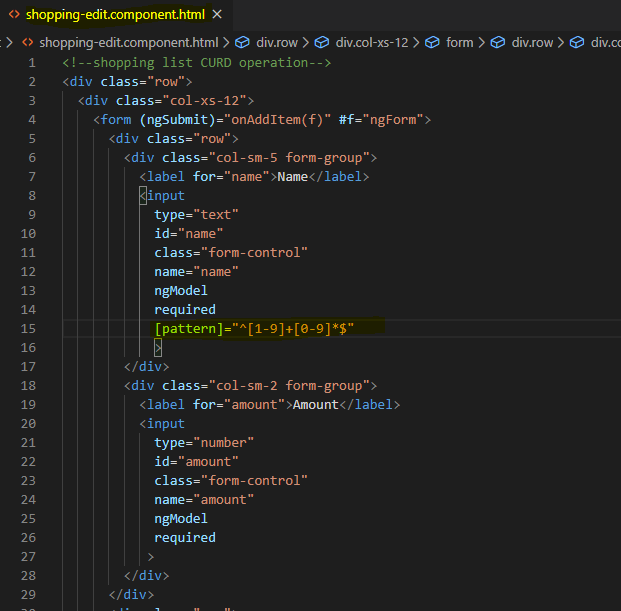 shopping-edit.component.html ×
> <> shopping-edit.component.html > div.row > div.col-xs-12 > form > div.row > div.co
1 <!--shopping list CURD operation-->
2 <div class="row">
3 <div class="col-xs-12">
4 <form (ngSubmit)="onAddItem(f)" #f="ngForm">
5 <div class="row">
6 <div class="col-sm-5 form-group">
7 <label for="name">Name</label>
8 <input
9 type="text"
10 id="name"
11 class="form-control"
12 name="name"
13 ngModel
14 required
15 [pattern]="^[1-9]+[0-9]*$"
16 >
17 </div>
18 <div class="col-sm-2 form-group">
19 <label for="amount">Amount</label>
20 <input
21 type="number"
22 id="amount"
23 class="form-control"
24 name="amount"
25 ngModel
26 required
27 >
28 </div>
29 </div>